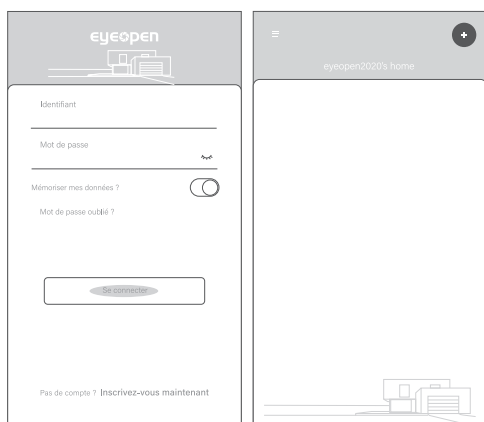 eyeopen
Identifiant
Mot de passe
Mémoriser mes données ?
Mot de passe oublié ?
Se connecter
Pas de compte ? Inscrivez-vous maintenant
eyeopen2020's home